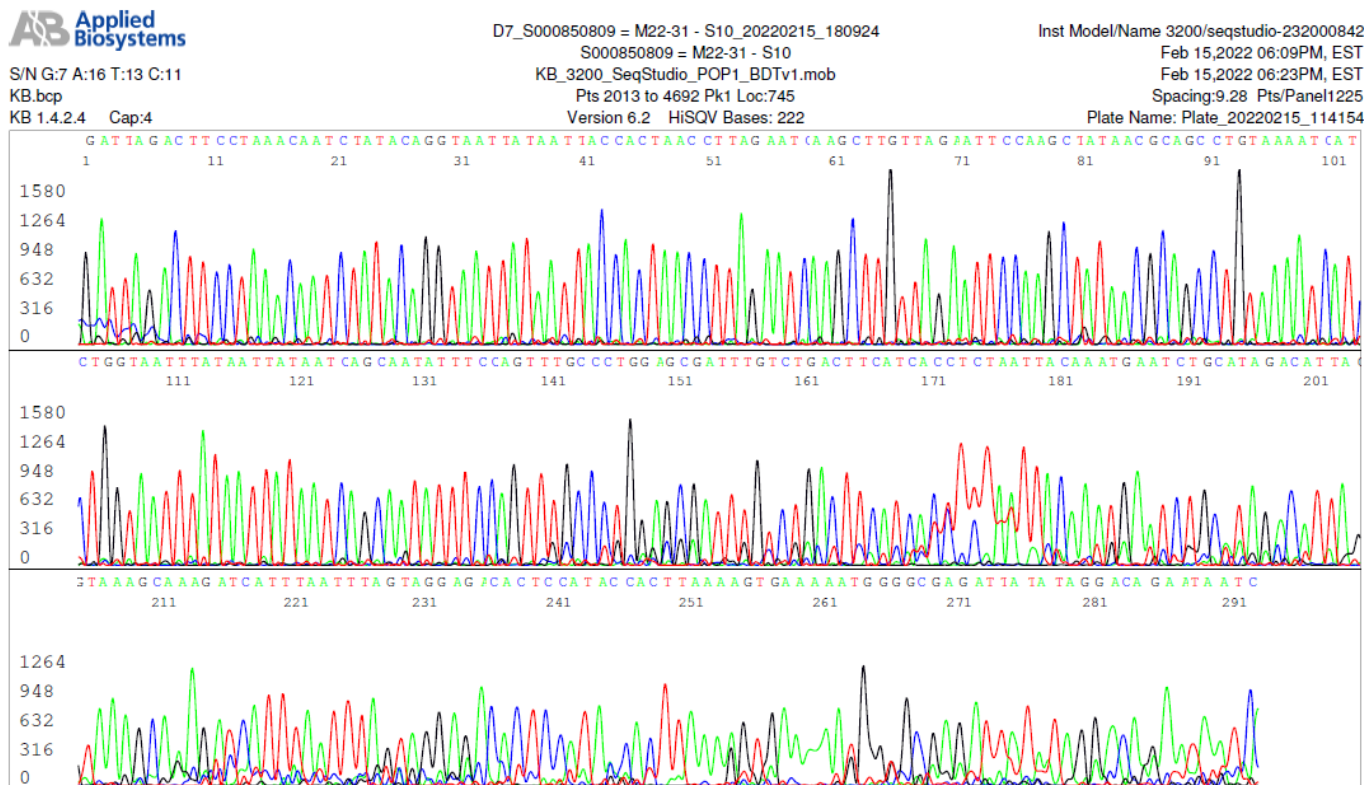 AB Applied Biosystems
D7_S000850809 = M22-31 - S10_20220215_180924
Inst Model/Name 3200/seqstudio-232000842
S000850809 = M22-31 - S10
Feb 15,2022 06:09PM, EST
S/N G:7 A:16 T:13 C:11
KB_3200_SeqStudio_POP1_BDTv1.mob
Feb 15,2022 06:23PM, EST
KB.bcp
Pts 2013 to 4692 Pk1 Loc:745
Spacing:9.28 Pts/Panel1225
KB 1.4.2.4 Cap:4
Version 6.2 HiSQV Bases: 222
Plate Name: Plate_20220215_114154
GATTAGACTTCCTAAACAATCTATACAGGTAATTATAATTACCACTAACCTTAGAATCAAGCTTGTTAGAATTCCAAGCTATAACGCAGCCTGTAAAATCAT
1 11 21 31 41 51 61 71 81 91 101
1580
1264
948
632
316
0
CTGGTAATTTATAATTATAATCAGCAATATTTCCAGTTTGCCCTGGAGCGATTTGTCTGACTTCATCACCTCTAATTACAAATGAATCTGCATAGACATTAG
111 121 131 141 151 161 171 181 191 201
1580
1264
948
632
316
0
GTAAAGCAAAGATCATTTAATTTAGTAGGAGACACTCCATACCACTTAAAAGTGAAAAATGGGGCGAGATTATATAGGACAGAATAATC
211 221 231 241 251 261 271 281 291
1264
948
632
316
0